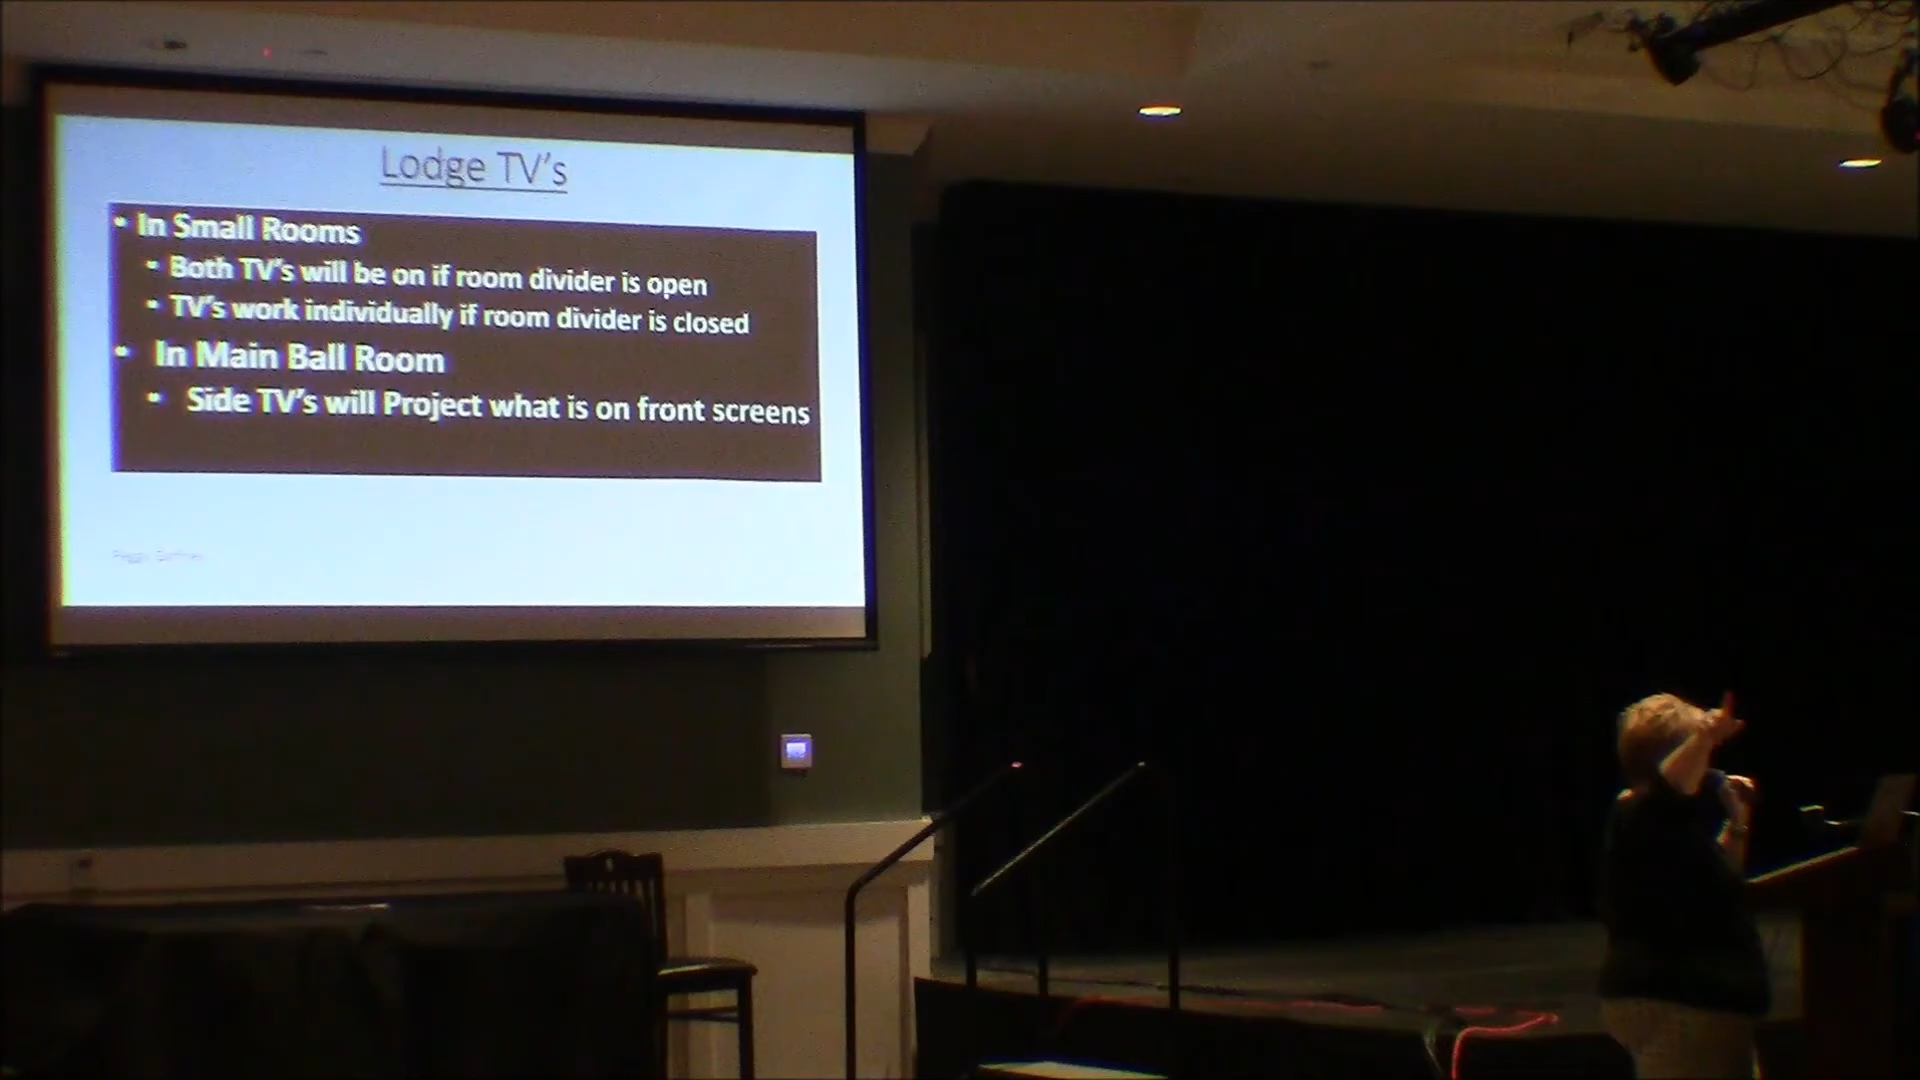 Lodge TV's
• In Small Rooms
• Both TV's will be on if room divider is open
• TV's work individually if room divider is closed
• In Main Ball Room
• Side TV's will Project what is on front screens